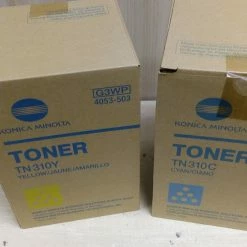 G3WP
4053-503
KONICA MINOLTA
TONER
TN310Y
YELLOW/JAUNE/AMARILLO
KONICA MINOLTA
TONER
TN310C
CYAN/CIANO